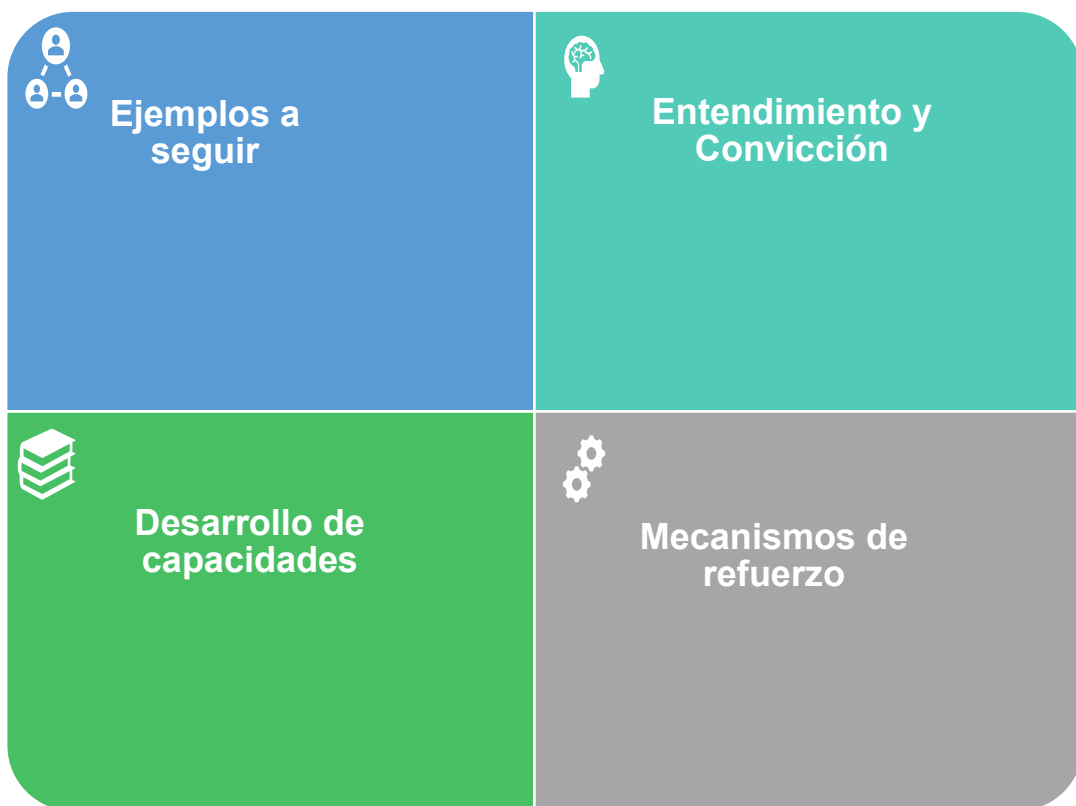 Ejemplos a
seguir
Entendimiento y
Convicción
Desarrollo de
capacidades
Mecanismos de
refuerzo